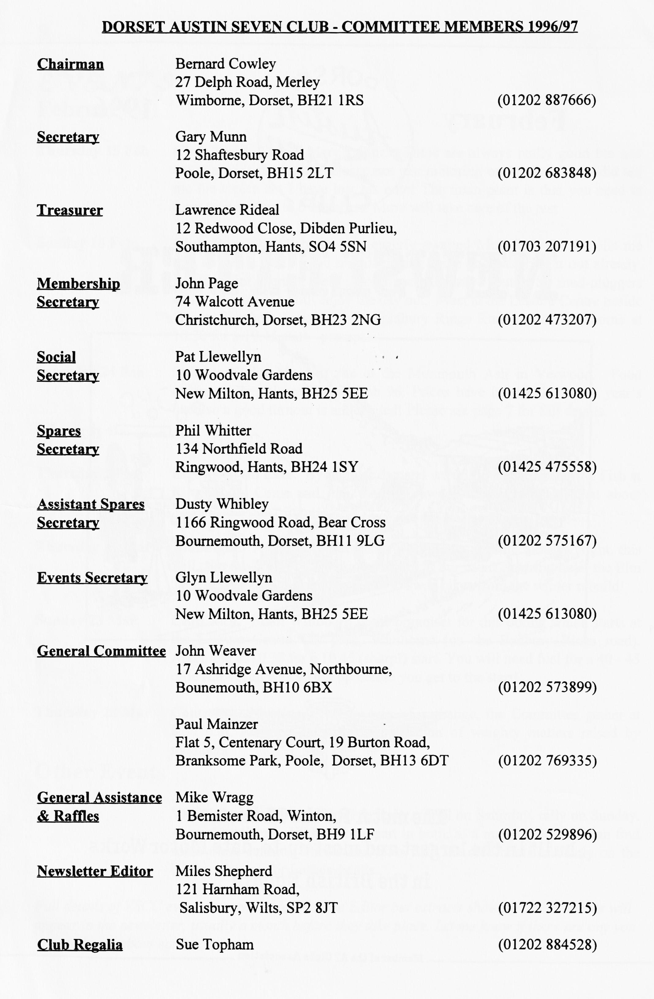 DORSET AUSTIN SEVEN CLUB - COMMITTEE MEMBERS 1996/97
Chairman Bernard Cowley
27 Delph Road, Merley
Wimborne, Dorset, BH21 1RS (01202 887666)
Secretary Gary Munn
12 Shaftesbury Road
Poole, Dorset, BH15 2LT (01202 683848)
Treasurer Lawrence Rideal
12 Redwood Close, Dibden Purlieu,
Southampton, Hants, SO4 5SN (01703 207191)
Membership John Page
Secretary 74 Walcott Avenue
Christchurch, Dorset, BH23 2NG (01202 473207)
Social Pat Llewellyn
Secretary 10 Woodvale Gardens
New Milton, Hants, BH25 5EE (01425 613080)
Spares Phil Whitter
Secretary 134 Northfield Road
Ringwood, Hants, BH24 1SY (01425 475558)
Assistant Spares Dusty Whibley
Secretary 1166 Ringwood Road, Bear Cross
Bournemouth, Dorset, BH11 9LG (01202 575167)
Events Secretary Glyn Llewellyn
10 Woodvale Gardens
New Milton, Hants, BH25 5EE (01425 613080)
General Committee John Weaver
17 Ashridge Avenue, Northbourne,
Bounemouth, BH10 6BX (01202 573899)
Paul Mainzer
Flat 5, Centenary Court, 19 Burton Road,
Branksome Park, Poole, Dorset, BH13 6DT (01202 769335)
General Assistance Mike Wragg
& Raffles 1 Bemister Road, Winton,
Bournemouth, Dorset, BH9 1LF (01202 529896)
Newsletter Editor Miles Shepherd
121 Harnham Road,
Salisbury, Wilts, SP2 8JT (01722 327215)
Club Regalia Sue Topham (01202 884528)